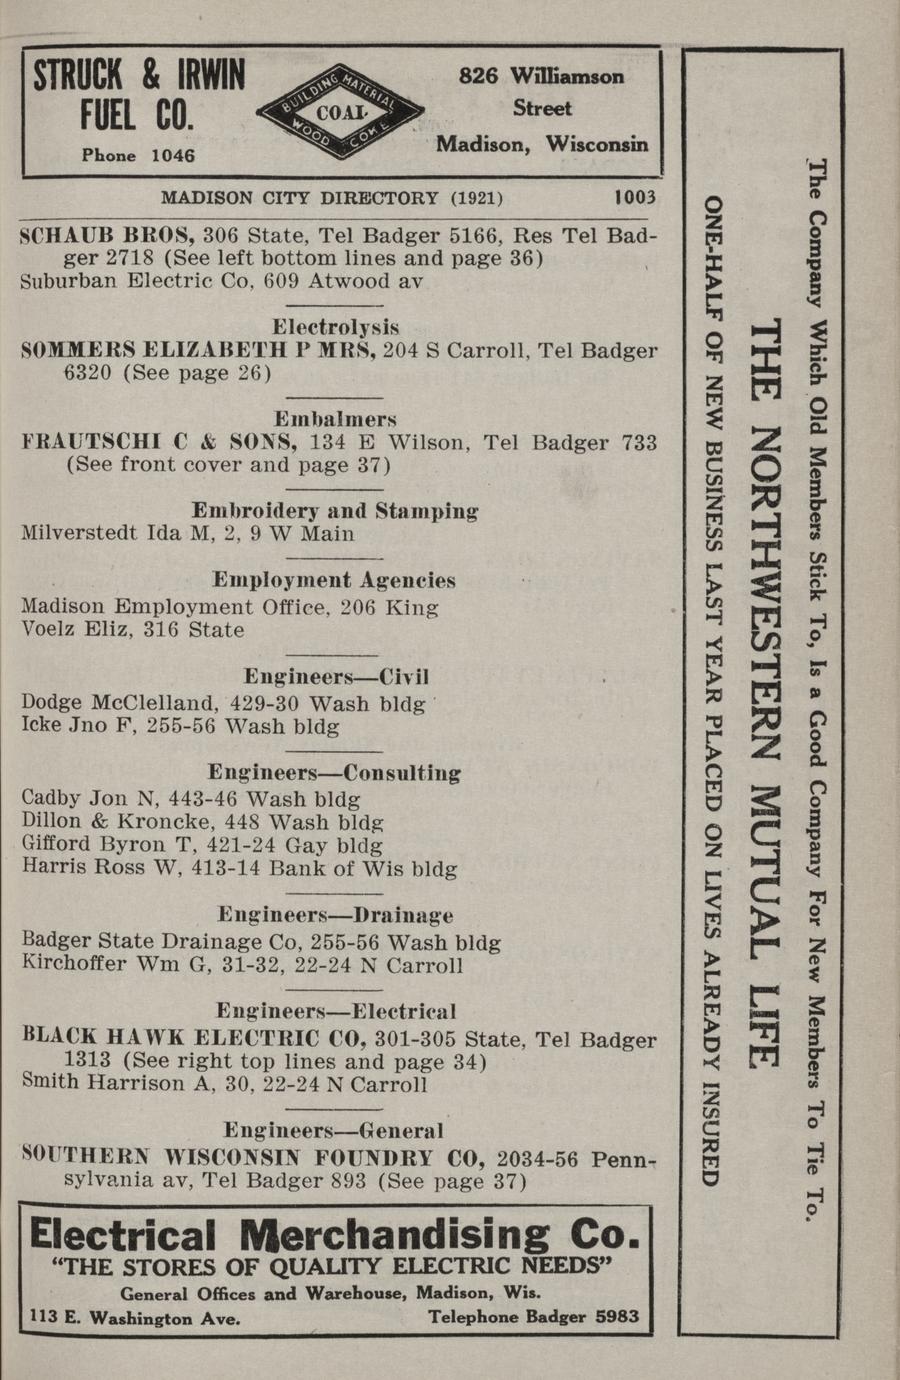 STRUCK & IRWIN
FUEL CO.
Phone 1046
BUILDING MATERIAL
COAL
WOOD COKE
826 Williamson
Street
Madison, Wisconsin
MADISON CITY DIRECTORY (1921) 1003
SCHAUB BROS, 306 State, Tel Badger 5166, Res Tel Bad-
ger 2718 (See left bottom lines and page 36)
Suburban Electric Co, 609 Atwood av
Electrolysis
SOMMERS ELIZABETH P MRS, 204 S Carroll, Tel Badger
6320 (See page 26)
Embalmers
FRAUTSCHI C & SONS, 134 E Wilson, Tel Badger 733
(See front cover and page 37)
Embroidery and Stamping
Milverstedt Ida M, 2, 9 W Main
Employment Agencies
Madison Employment Office, 206 King
Voelz Eliz, 316 State
Engineers—Civil
Dodge McClelland, 429-30 Wash bldg
Icke Jno F, 255-56 Wash bldg
Engineers—Consulting
Cadby Jon N, 443-46 Wash bldg
Dillon & Kroncke, 448 Wash bldg
Gifford Byron T, 421-24 Gay bldg
Harris Ross W, 413-14 Bank of Wis bldg
Engineers—Drainage
Badger State Drainage Co, 255-56 Wash bldg
Kirchoffer Wm G, 31-32, 22-24 N Carroll
Engineers—Electrical
BLACK HAWK ELECTRIC CO, 301-305 State, Tel Badger
1313 (See right top lines and page 34)
Smith Harrison A, 30, 22-24 N Carroll
Engineers—General
SOUTHERN WISCONSIN FOUNDRY CO, 2034-56 Penn-
sylvania av, Tel Badger 893 (See page 37)
Electrical Merchandising Co.
"THE STORES OF QUALITY ELECTRIC NEEDS"
General Offices and Warehouse, Madison, Wis.
113 E. Washington Ave. Telephone Badger 5983
The Company Which Old Members Stick To, Is a Good Company For New Members To Tie To.
THE NORTHWESTERN MUTUAL LIFE
ONE-HALF OF NEW BUSINESS LAST YEAR PLACED ON LIVES ALREADY INSURED